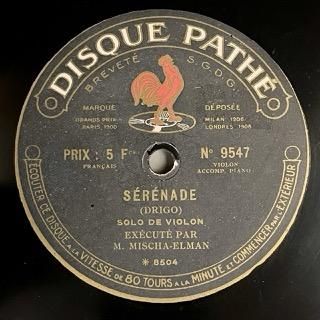 DISQUE PATHÉ
BREVETÉ S.G.D.G.
MARQUE DÉPOSÉE
GRANDS PRIX PARIS 1900
MILAN 1906 LONDRES 1908
PRIX : 5 Fcs
FRANÇAIS
No 9547
VIOLON
ACCOMP. PIANO
SÉRÉNADE
(DRIGO)
SOLO DE VIOLON
EXÉCUTÉ PAR
M. MISCHA-ELMAN
* 8504
ÉCOUTER CE DISQUE A LA VITESSE DE 80 TOURS A LA MINUTE ET COMMENCER PAR L'EXTÉRIEUR